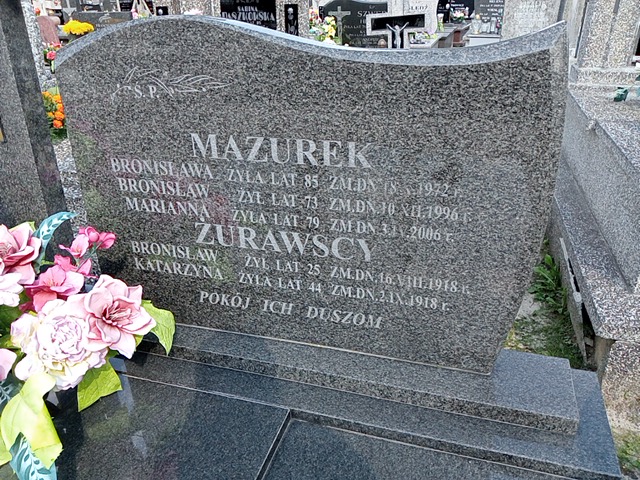 Ś.P.
MAZUREK
BRONISŁAWA ŻYŁA LAT 85 ZM.DN. 18.X.1972 r.
BRONISŁAW ŻYŁ LAT 73 ZM.DN. 10.XII.1996 r.
MARIANNA ŻYŁA LAT 79 ZM.DN. 3.IV.2006 r.
ŻURAWSCY
BRONISŁAW ŻYŁ LAT 25 ZM.DN. 16.VIII.1918 r.
KATARZYNA ŻYŁA LAT 44 ZM.DN. 2.IX.1918 r.
POKÓJ ICH DUSZOM